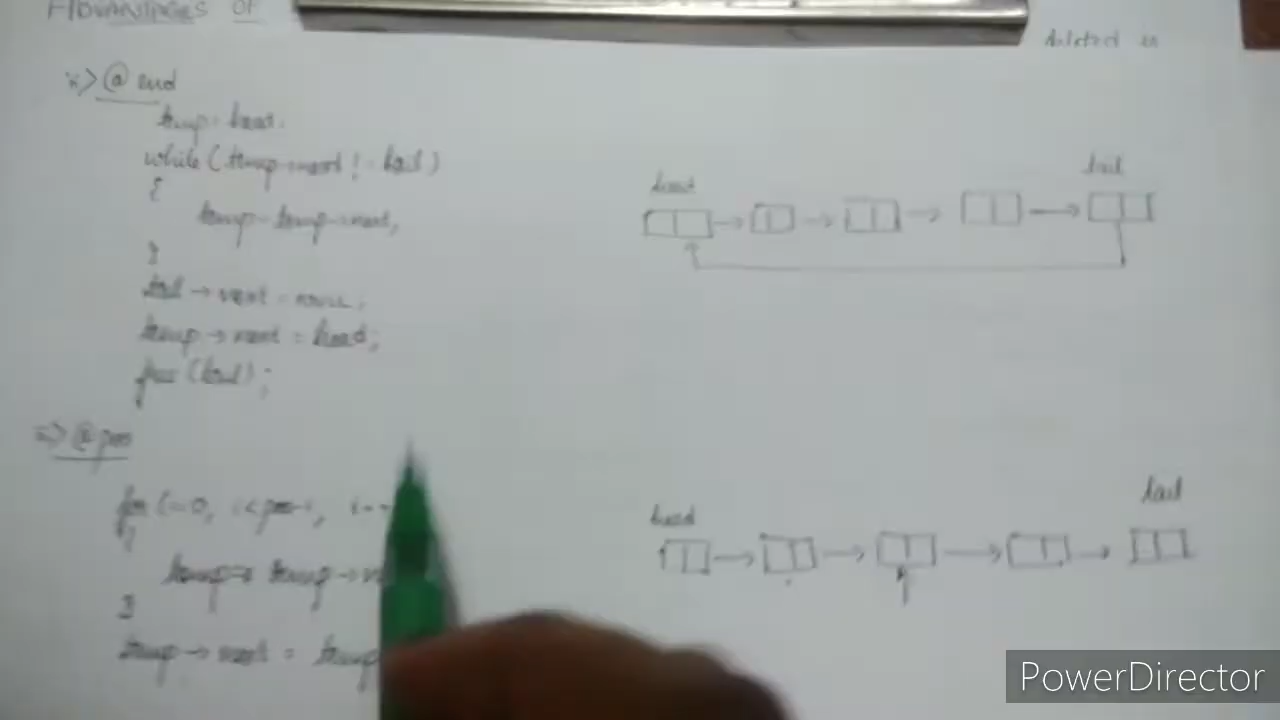 Advantages of
deleted
ii> @ end
temp = head.
while (temp→next != tail)
{
temp = temp→next;
}
tail → next = NULL;
temp → next = head;
free (tail);
head
tail
iii> @ pos
for i=0, i<pos-1, i
{
temp = temp →
}
temp → next = temp
head
tail
PowerDirector